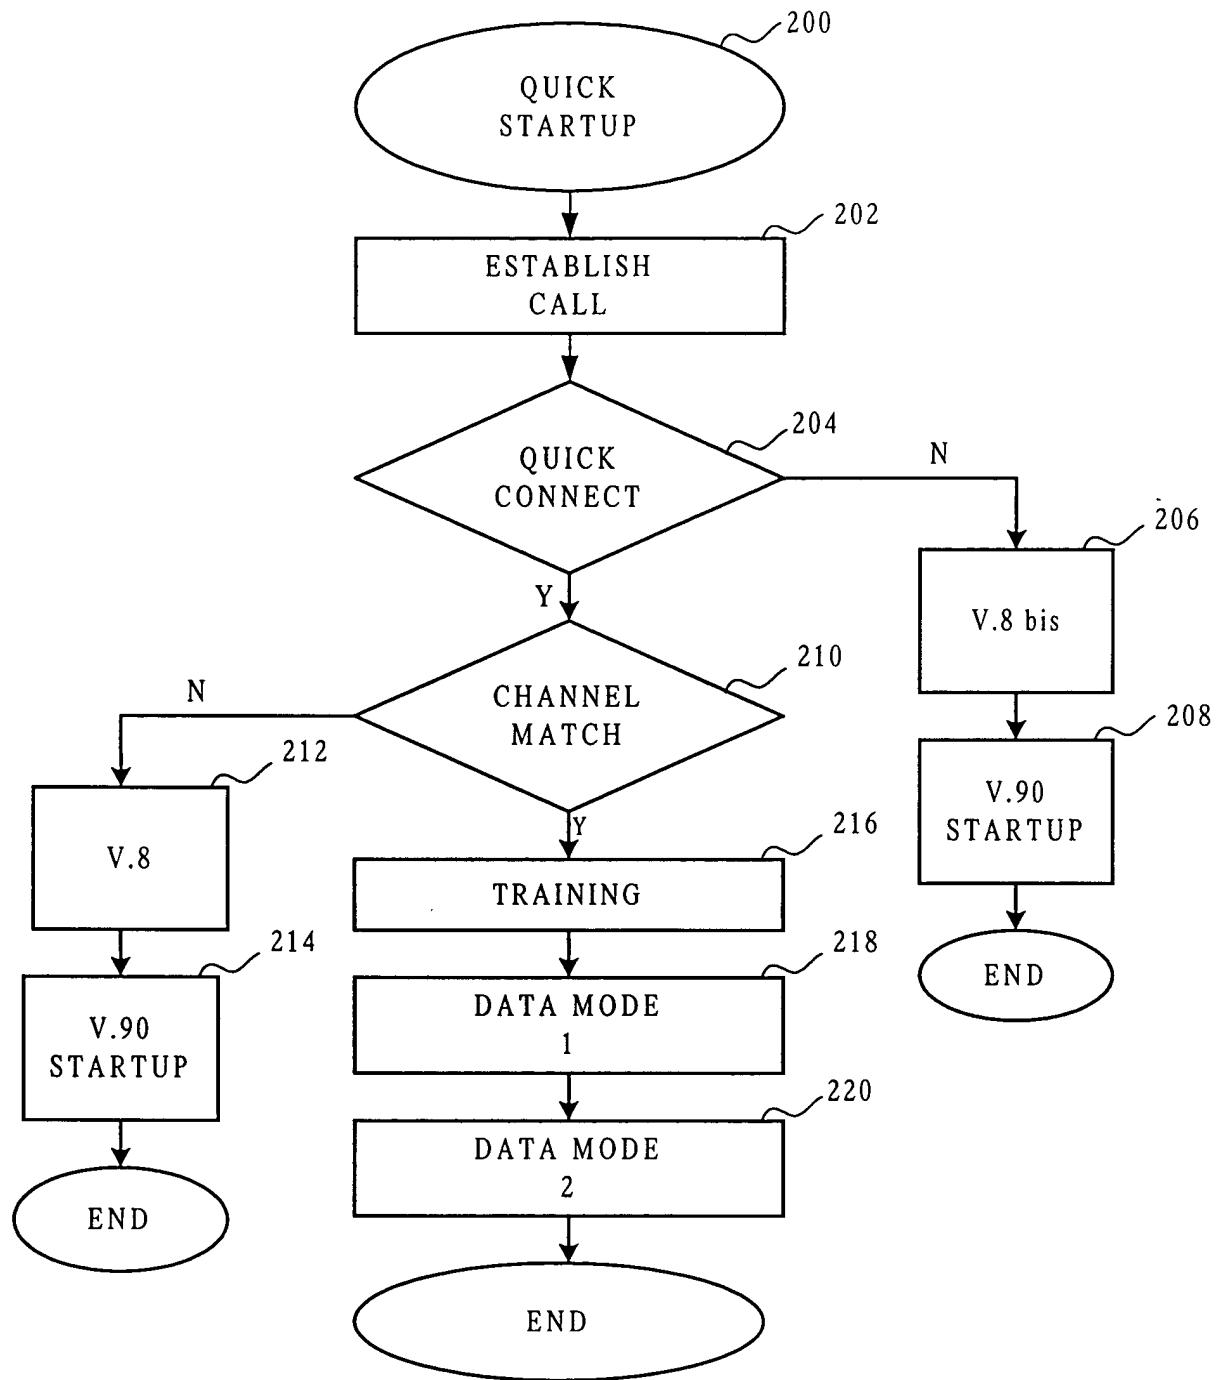 200
QUICK
STARTUP
202
ESTABLISH
CALL
204
QUICK
CONNECT
N
206
V.8 bis
Y
210
CHANNEL
MATCH
N
208
V.90
STARTUP
212
V.8
Y
216
TRAINING
END
214
V.90
STARTUP
218
DATA MODE
1
220
DATA MODE
2
END
END